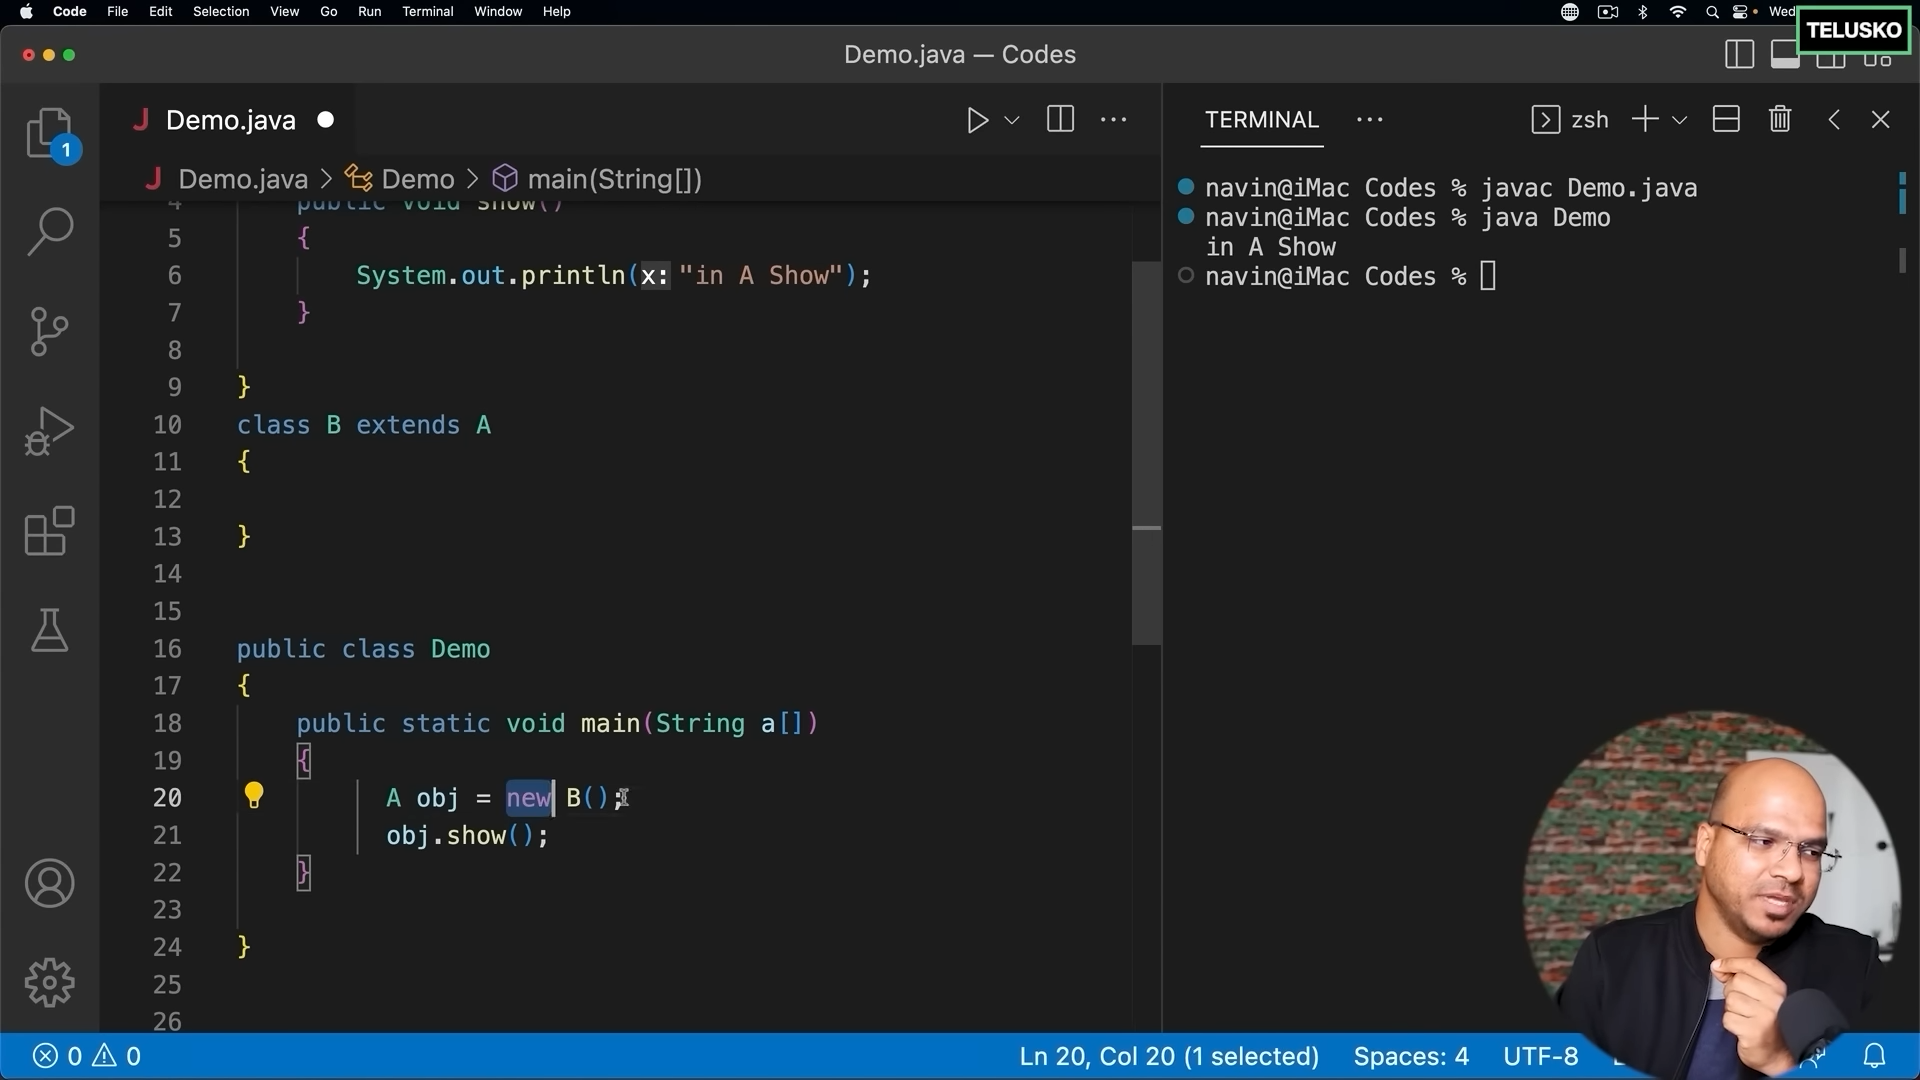 Code File Edit Selection View Go Run Terminal Window Help Wed
TELUSKO
Demo.java — Codes
Demo.java
TERMINAL
zsh
1
Demo.java > Demo > main(String[])
4 public void show()
5 {
6 System.out.println(x: "in A Show");
7 }
8
9 }
10 class B extends A
11 {
12
13 }
14
15
16 public class Demo
17 {
18 public static void main(String a[])
19 {
20 A obj = new B();
21 obj.show();
22 }
23
24 }
25
26
navin@iMac Codes % javac Demo.java
navin@iMac Codes % java Demo
in A Show
navin@iMac Codes %
0 0 Ln 20, Col 20 (1 selected) Spaces: 4 UTF-8